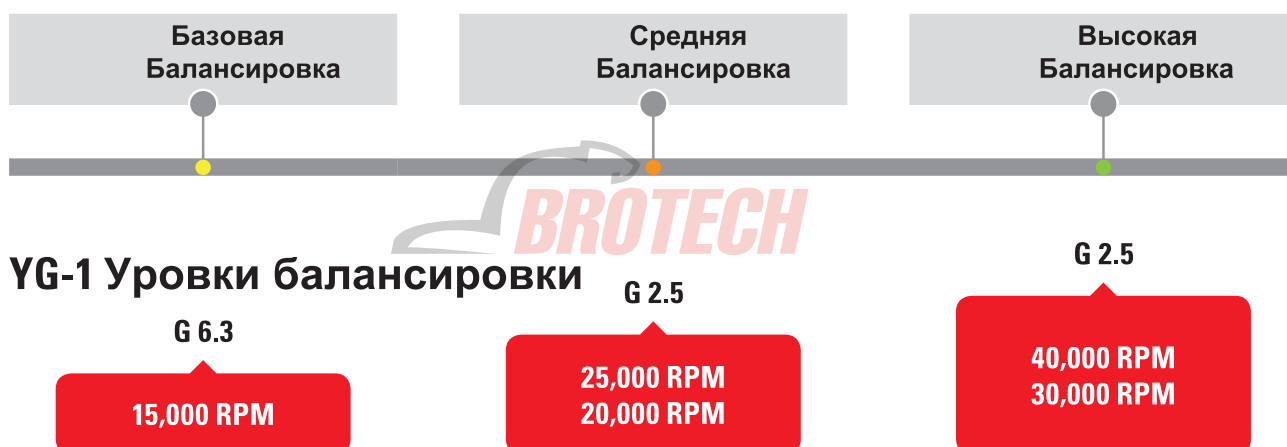 Базовая
Балансировка
Средняя
Балансировка
Высокая
Балансировка
BROTECH
YG-1 Уровки балансировки
G 6.3
15,000 RPM
G 2.5
25,000 RPM
20,000 RPM
G 2.5
40,000 RPM
30,000 RPM